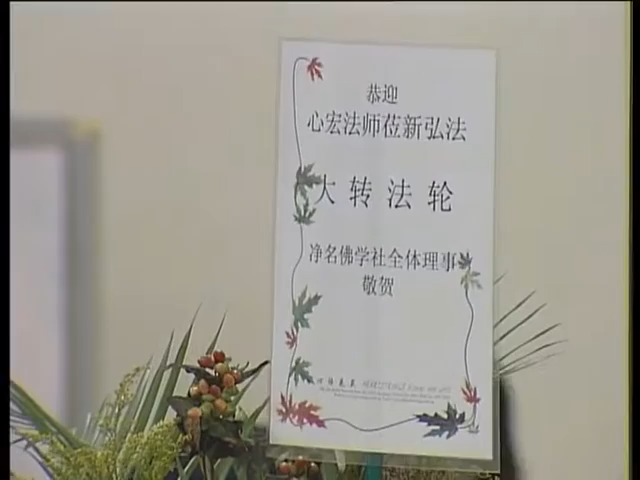 恭迎
心宏法师莅新弘法
大转法轮
净名佛学社全体理事
敬贺